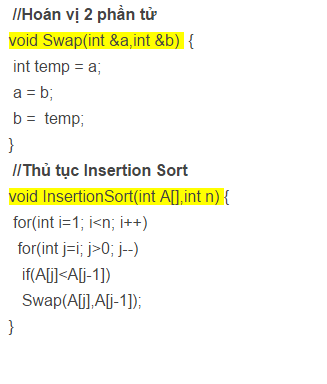 //Hoán vị 2 phần tử
void Swap(int &a,int &b) {
int temp = a;
a = b;
b = temp;
}
//Thủ tục Insertion Sort
void InsertionSort(int A[],int n) {
for(int i=1; i<n; i++)
for(int j=i; j>0; j--)
if(A[j]<A[j-1])
Swap(A[j],A[j-1]);
}